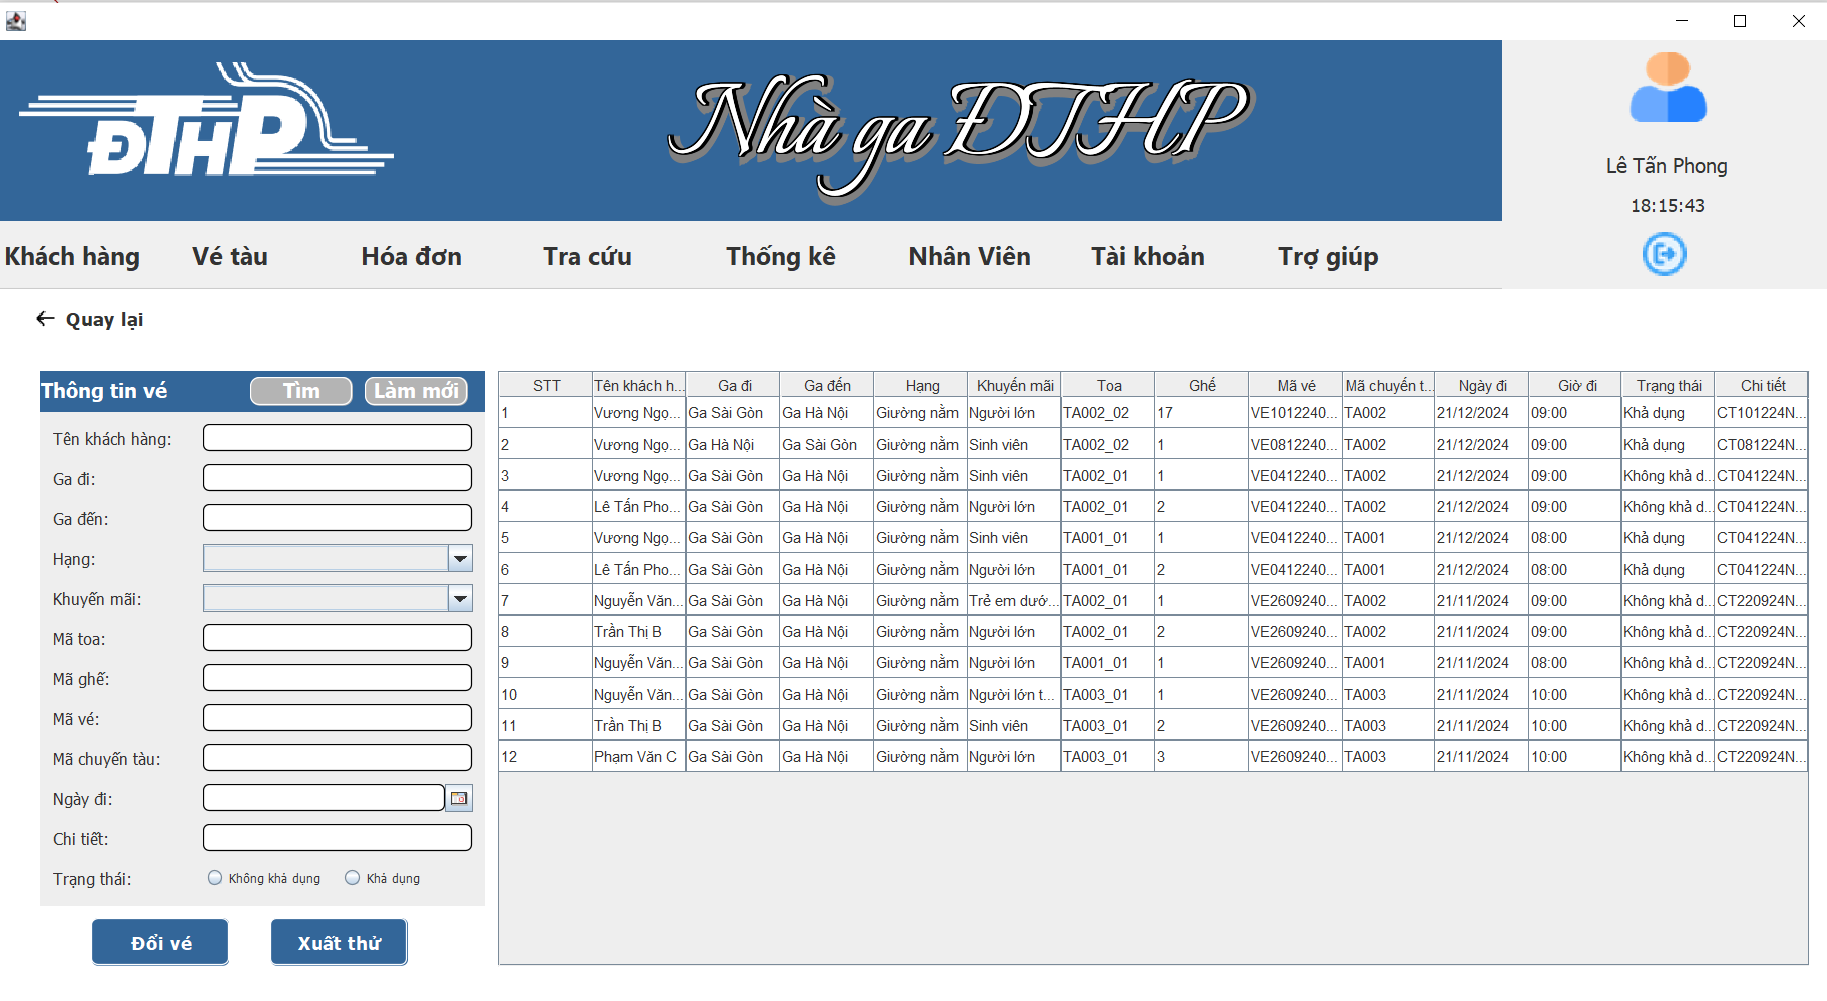 ĐTHP
Nhà ga ĐTHP
Lê Tấn Phong
18:15:43
Khách hàng Vé tàu Hóa đơn Tra cứu Thống kê Nhân Viên Tài khoản Trợ giúp
Quay lại
Thông tin vé Tìm Làm mới
Tên khách hàng:
Ga đi:
Ga đến:
Hạng:
Khuyến mãi:
Mã toa:
Mã ghế:
Mã vé:
Mã chuyến tàu:
Ngày đi:
Chi tiết:
Trạng thái: Không khả dụng Khả dụng
Đổi vé Xuất thử
STT Tên khách h... Ga đi Ga đến Hạng Khuyến mãi Toa Ghế Mã vé Mã chuyến t... Ngày đi Giờ đi Trạng thái Chi tiết
1 Vương Ngọ... Ga Sài Gòn Ga Hà Nội Giường nằm Người lớn TA002_02 17 VE1012240... TA002 21/12/2024 09:00 Khả dụng CT101224N...
2 Vương Ngọ... Ga Hà Nội Ga Sài Gòn Giường nằm Sinh viên TA002_02 1 VE0812240... TA002 21/12/2024 09:00 Khả dụng CT081224N...
3 Vương Ngọ... Ga Sài Gòn Ga Hà Nội Giường nằm Sinh viên TA002_01 1 VE0412240... TA002 21/12/2024 09:00 Không khả d... CT041224N...
4 Lê Tấn Pho... Ga Sài Gòn Ga Hà Nội Giường nằm Người lớn TA002_01 2 VE0412240... TA002 21/12/2024 09:00 Không khả d... CT041224N...
5 Vương Ngọ... Ga Sài Gòn Ga Hà Nội Giường nằm Sinh viên TA001_01 1 VE0412240... TA001 21/12/2024 08:00 Khả dụng CT041224N...
6 Lê Tấn Pho... Ga Sài Gòn Ga Hà Nội Giường nằm Người lớn TA001_01 2 VE0412240... TA001 21/12/2024 08:00 Khả dụng CT041224N...
7 Nguyễn Văn... Ga Sài Gòn Ga Hà Nội Giường nằm Trẻ em dướ... TA002_01 1 VE2609240... TA002 21/11/2024 09:00 Không khả d... CT220924N...
8 Trần Thị B Ga Sài Gòn Ga Hà Nội Giường nằm Người lớn TA002_01 2 VE2609240... TA002 21/11/2024 09:00 Không khả d... CT220924N...
9 Nguyễn Văn... Ga Sài Gòn Ga Hà Nội Giường nằm Người lớn TA001_01 1 VE2609240... TA001 21/11/2024 08:00 Không khả d... CT220924N...
10 Nguyễn Văn... Ga Sài Gòn Ga Hà Nội Giường nằm Người lớn t... TA003_01 1 VE2609240... TA003 21/11/2024 10:00 Không khả d... CT220924N...
11 Trần Thị B Ga Sài Gòn Ga Hà Nội Giường nằm Sinh viên TA003_01 2 VE2609240... TA003 21/11/2024 10:00 Không khả d... CT220924N...
12 Phạm Văn C Ga Sài Gòn Ga Hà Nội Giường nằm Người lớn TA003_01 3 VE2609240... TA003 21/11/2024 10:00 Không khả d... CT220924N...